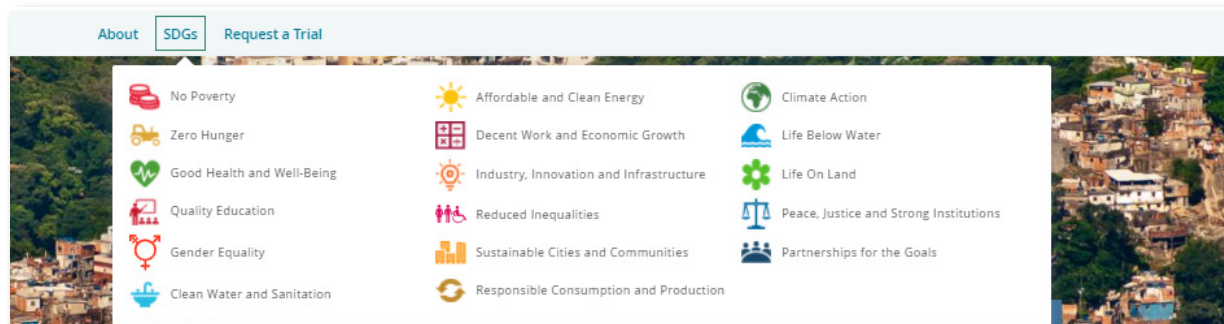 About
SDGs
Request a Trial
No Poverty
Zero Hunger
Good Health and Well-Being
Quality Education
Gender Equality
Clean Water and Sanitation
Affordable and Clean Energy
Decent Work and Economic Growth
Industry, Innovation and Infrastructure
Reduced Inequalities
Sustainable Cities and Communities
Responsible Consumption and Production
Climate Action
Life Below Water
Life On Land
Peace, Justice and Strong Institutions
Partnerships for the Goals